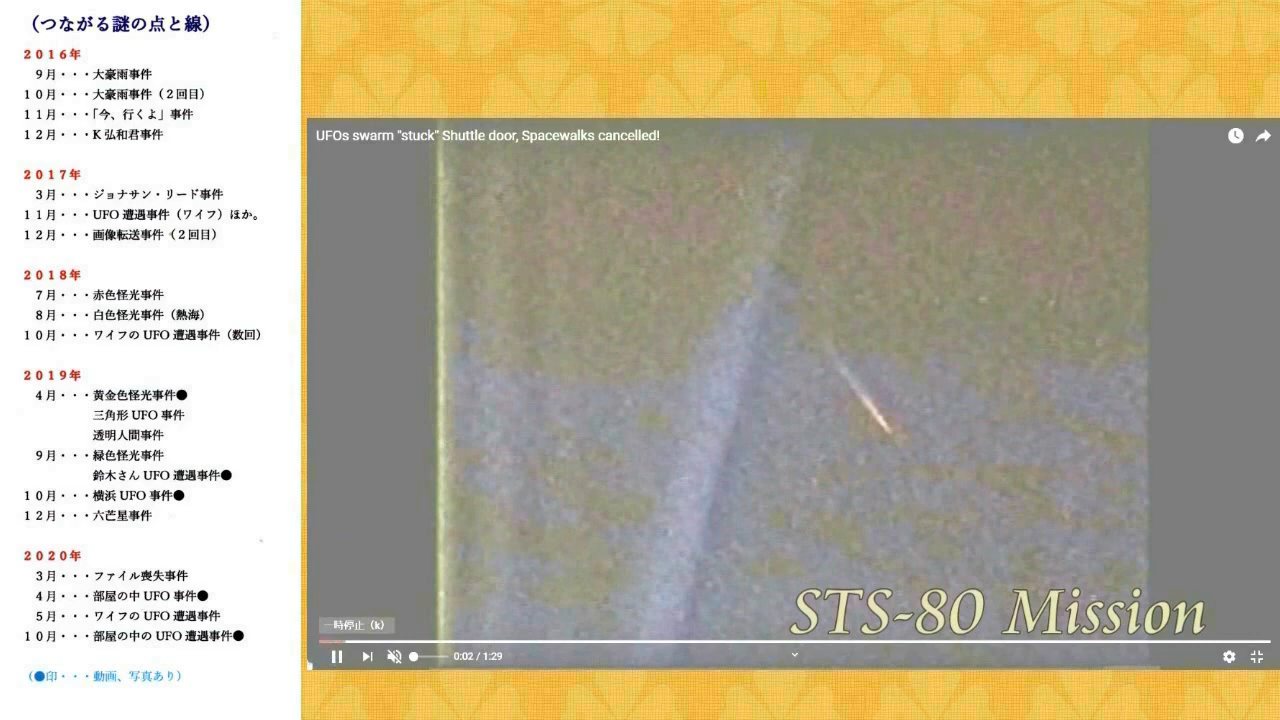 （つながる謎の点と線）
２０１６年
９月・・・大豪雨事件
１０月・・・大豪雨事件（２回目）
１１月・・・「今、行くよ」事件
１２月・・・K 弘和君事件
２０１７年
３月・・・ジョナサン・リード事件
１１月・・・UFO 遭遇事件（ワイフ）ほか。
１２月・・・画像転送事件（２回目）
２０１８年
７月・・・赤色怪光事件
８月・・・白色怪光事件（熱海）
１０月・・・ワイフの UFO 遭遇事件（数回）
２０１９年
４月・・・黄金色怪光事件●
三角形 UFO 事件
透明人間事件
９月・・・緑色怪光事件
鈴木さん UFO 遭遇事件●
１０月・・・横浜 UFO 事件●
１２月・・・六芒星事件
２０２０年
３月・・・ファイル喪失事件
４月・・・部屋の中 UFO 事件●
５月・・・ワイフの UFO 遭遇事件
１０月・・・部屋の中の UFO 遭遇事件●
（●印・・・動画、写真あり）
UFOs swarm "stuck" Shuttle door, Spacewalks cancelled!
STS-80 Mission
一時停止（k）
0:02 / 1:29